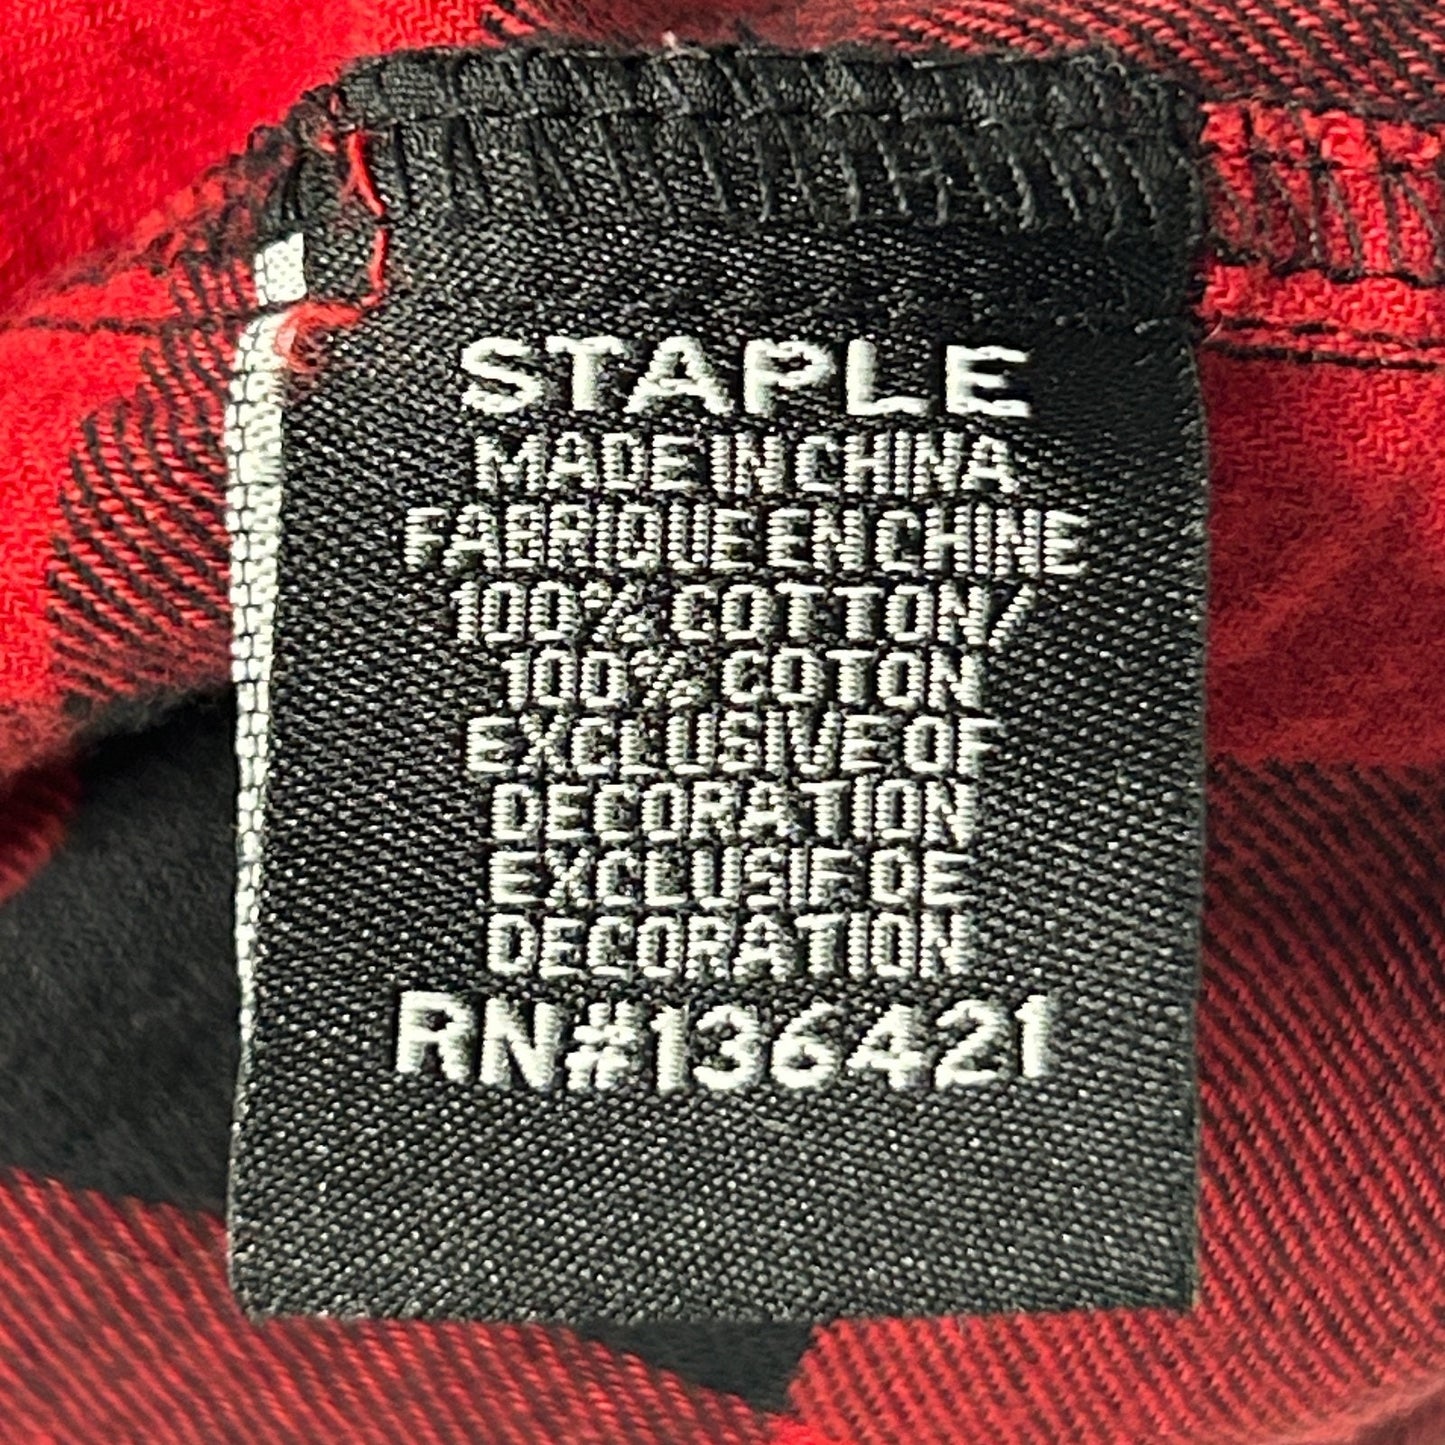 STAPLE
MADE IN CHINA
FABRIQUE EN CHINE
100% COTTON/
100% COTON
EXCLUSIVE OF
DECORATION
EXCLUSIF DE
DECORATION
RN#136421